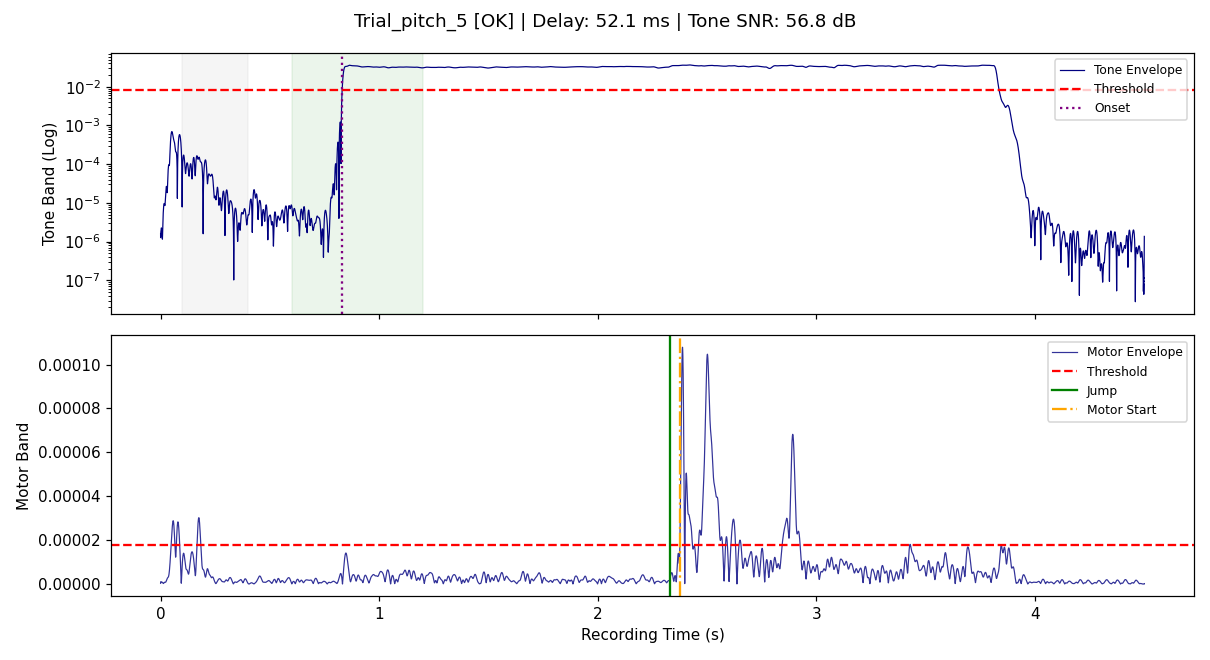 Trial_pitch_5 [OK] | Delay: 52.1 ms | Tone SNR: 56.8 dB
Tone Band (Log)
10⁻²
10⁻³
10⁻⁴
10⁻⁵
10⁻⁶
10⁻⁷
Tone Envelope
Threshold
Onset
Motor Band
0.00010
0.00008
0.00006
0.00004
0.00002
0.00000
Motor Envelope
Threshold
Jump
Motor Start
0 1 2 3 4
Recording Time (s)